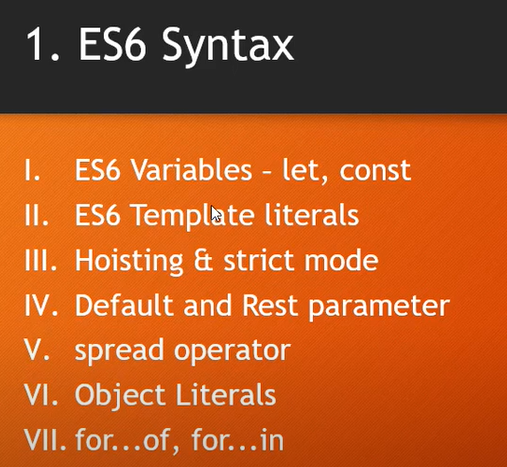 1. ES6 Syntax
I. ES6 Variables – let, const
II. ES6 Template literals
III. Hoisting & strict mode
IV. Default and Rest parameter
V. spread operator
VI. Object Literals
VII. for...of, for...in